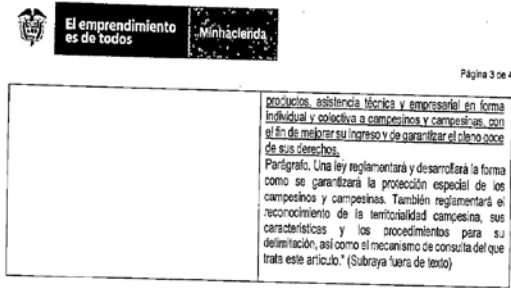 El emprendimiento
es de todos
Minhacienda
Página 3 de 4
productos, asistencia técnica y empresarial en forma
individual y colectiva a campesinos y campesinas, con
el fin de mejorar su ingreso y de garantizar el pleno goce
de sus derechos.
Parágrafo. Una ley reglamentará y desarrollará la forma
como se garantizará la protección especial de los
campesinos y campesinas. También reglamentará el
reconocimiento de la territorialidad campesina, sus
características y los procedimientos para su
delimitación, así como el mecanismo de consulta del que
trata este artículo." (Subraya fuera de texto)